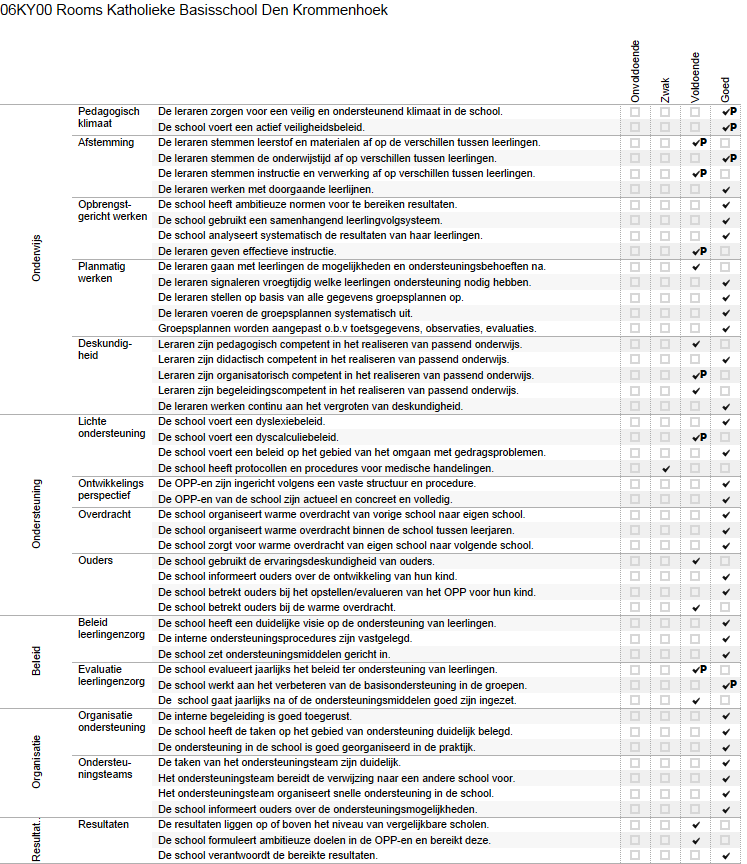 06KY00 Rooms Katholieke Basisschool Den Krommenhoek
Onvoldoende
Zwak
Voldoende
Goed
Onderwijs
Pedagogisch klimaat
De leraren zorgen voor een veilig en ondersteunend klimaat in de school. P
De school voert een actief veiligheidsbeleid. P
Afstemming
De leraren stemmen leerstof en materialen af op de verschillen tussen leerlingen. P
De leraren stemmen de onderwijstijd af op verschillen tussen leerlingen. P
De leraren stemmen instructie en verwerking af op verschillen tussen leerlingen. P
De leraren werken met doorgaande leerlijnen.
Opbrengst-
gericht werken
De school heeft ambitieuze normen voor te bereiken resultaten.
De school gebruikt een samenhangend leerlingvolgsysteem.
De school analyseert systematisch de resultaten van haar leerlingen.
De leraren geven effectieve instructie. P
Planmatig
werken
De leraren gaan met leerlingen de mogelijkheden en ondersteuningsbehoeften na.
De leraren signaleren vroegtijdig welke leerlingen ondersteuning nodig hebben.
De leraren stellen op basis van alle gegevens groepsplannen op.
De leraren voeren de groepsplannen systematisch uit.
Groepsplannen worden aangepast o.b.v toetsgegevens, observaties, evaluaties.
Deskundig-
heid
Leraren zijn pedagogisch competent in het realiseren van passend onderwijs.
Leraren zijn didactisch competent in het realiseren van passend onderwijs.
Leraren zijn organisatorisch competent in het realiseren van passend onderwijs. P
Leraren zijn begeleidingscompetent in het realiseren van passend onderwijs.
De leraren werken continu aan het vergroten van deskundigheid.
Ondersteuning
Lichte
ondersteuning
De school voert een dyslexiebeleid.
De school voert een dyscalculiebeleid. P
De school voert een beleid op het gebied van het omgaan met gedragsproblemen.
De school heeft protocollen en procedures voor medische handelingen.
Ontwikkelings
perspectief
De OPP-en zijn ingericht volgens een vaste structuur en procedure.
De OPP-en van de school zijn actueel en concreet en volledig.
Overdracht
De school organiseert warme overdracht van vorige school naar eigen school.
De school organiseert warme overdracht binnen de school tussen leerjaren.
De school zorgt voor warme overdracht van eigen school naar volgende school.
Ouders
De school gebruikt de ervaringsdeskundigheid van ouders.
De school informeert ouders over de ontwikkeling van hun kind.
De school betrekt ouders bij het opstellen/evalueren van het OPP voor hun kind.
De school betrekt ouders bij de warme overdracht.
Beleid
Beleid
leerlingenzorg
De school heeft een duidelijke visie op de ondersteuning van leerlingen.
De interne ondersteuningsprocedures zijn vastgelegd.
De school zet ondersteuningsmiddelen gericht in.
Evaluatie
leerlingenzorg
De school evalueert jaarlijks het beleid ter ondersteuning van leerlingen. P
De school werkt aan het verbeteren van de basisondersteuning in de groepen. P
De school gaat jaarlijks na of de ondersteuningsmiddelen goed zijn ingezet.
Organisatie
Organisatie
ondersteuning
De interne begeleiding is goed toegerust.
De school heeft de taken op het gebied van ondersteuning duidelijk belegd.
De ondersteuning in de school is goed georganiseerd in de praktijk.
Ondersteu-
ningsteams
De taken van het ondersteuningsteam zijn duidelijk.
Het ondersteuningsteam bereidt de verwijzing naar een andere school voor.
Het ondersteuningsteam organiseert snelle ondersteuning in de school.
De school informeert ouders over de ondersteuningsmogelijkheden.
Resultat..
Resultaten
De resultaten liggen op of boven het niveau van vergelijkbare scholen.
De school formuleert ambitieuze doelen in de OPP-en en bereikt deze.
De school verantwoordt de bereikte resultaten.